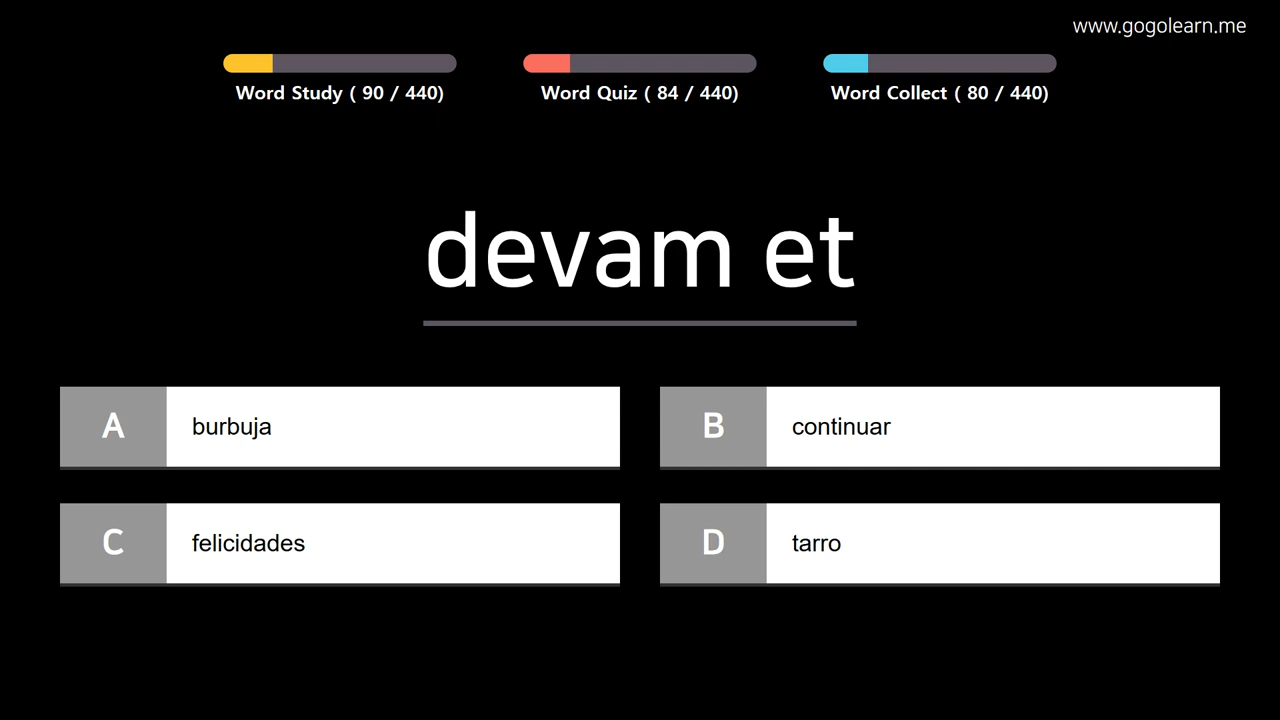 www.gogolearn.me
Word Study ( 90 / 440)
Word Quiz ( 84 / 440)
Word Collect ( 80 / 440)
devam et
A
burbuja
B
continuar
C
felicidades
D
tarro